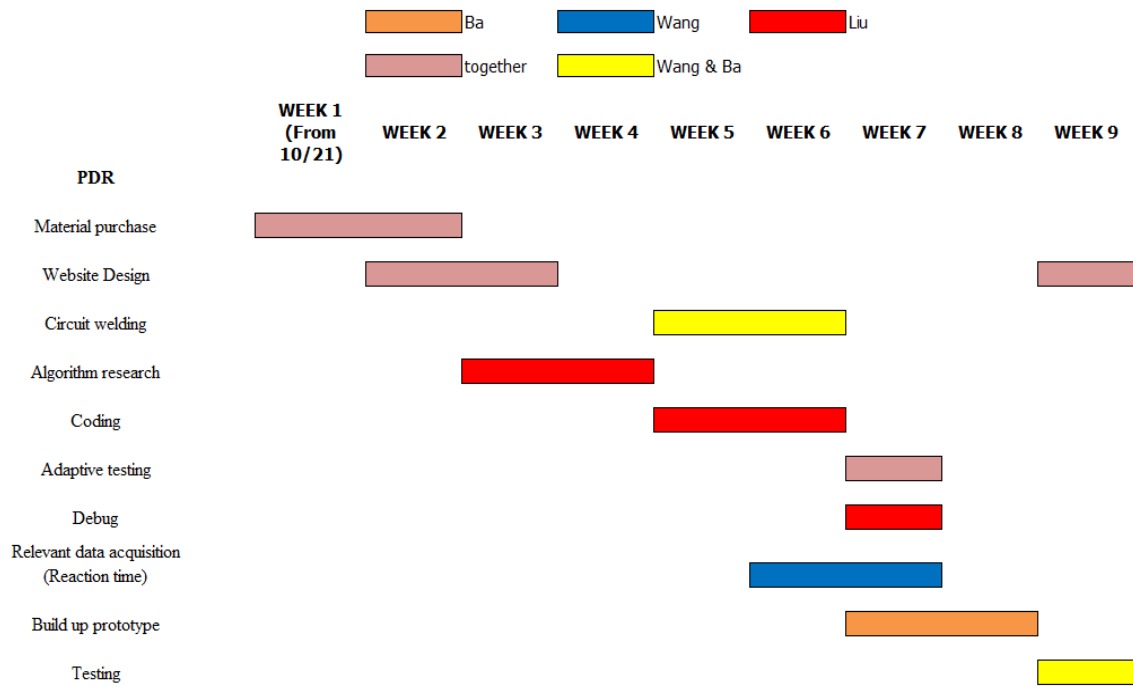 Ba Wang Liu
together Wang & Ba
WEEK 1
(From
10/21)
WEEK 2 WEEK 3 WEEK 4 WEEK 5 WEEK 6 WEEK 7 WEEK 8 WEEK 9
PDR
Material purchase
Website Design
Circuit welding
Algorithm research
Coding
Adaptive testing
Debug
Relevant data acquisition
(Reaction time)
Build up prototype
Testing